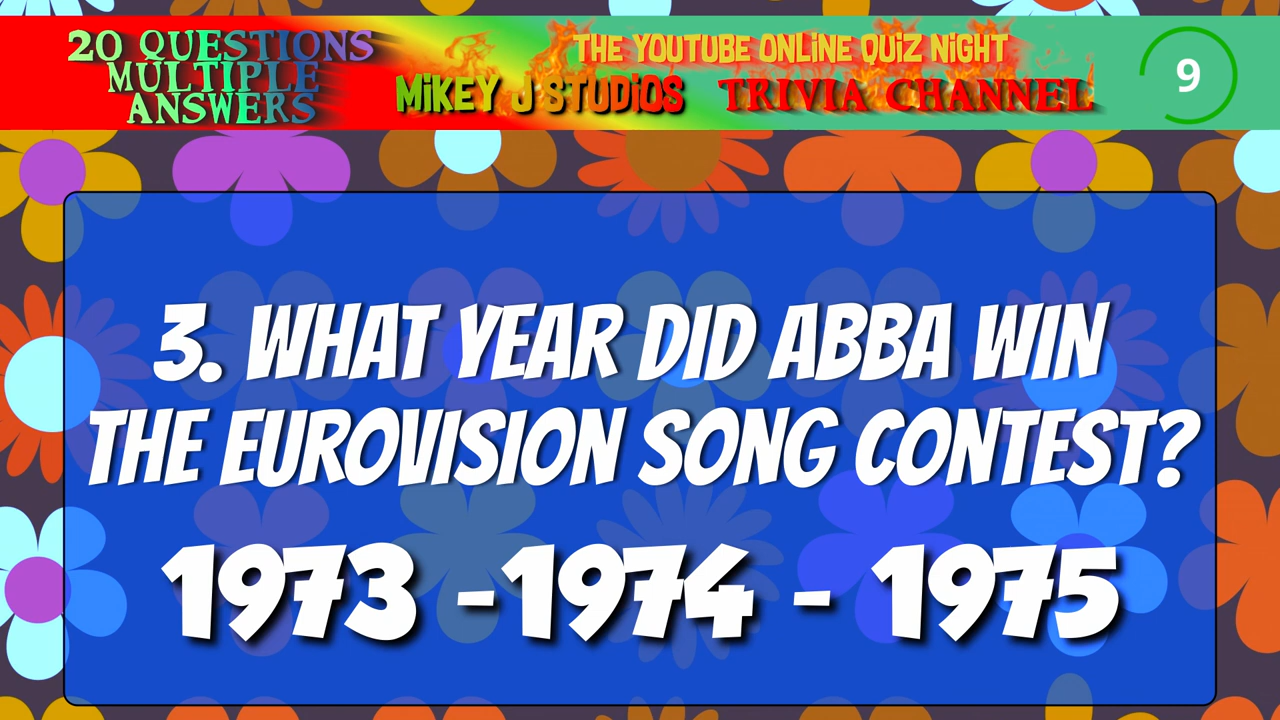 20 QUESTIONS
MULTIPLE
ANSWERS
THE YOUTUBE ONLINE QUIZ NIGHT
MIKEY J STUDIOS TRIVIA CHANNEL
9
3. WHAT YEAR DID ABBA WIN
THE EUROVISION SONG CONTEST?
1973 - 1974 - 1975